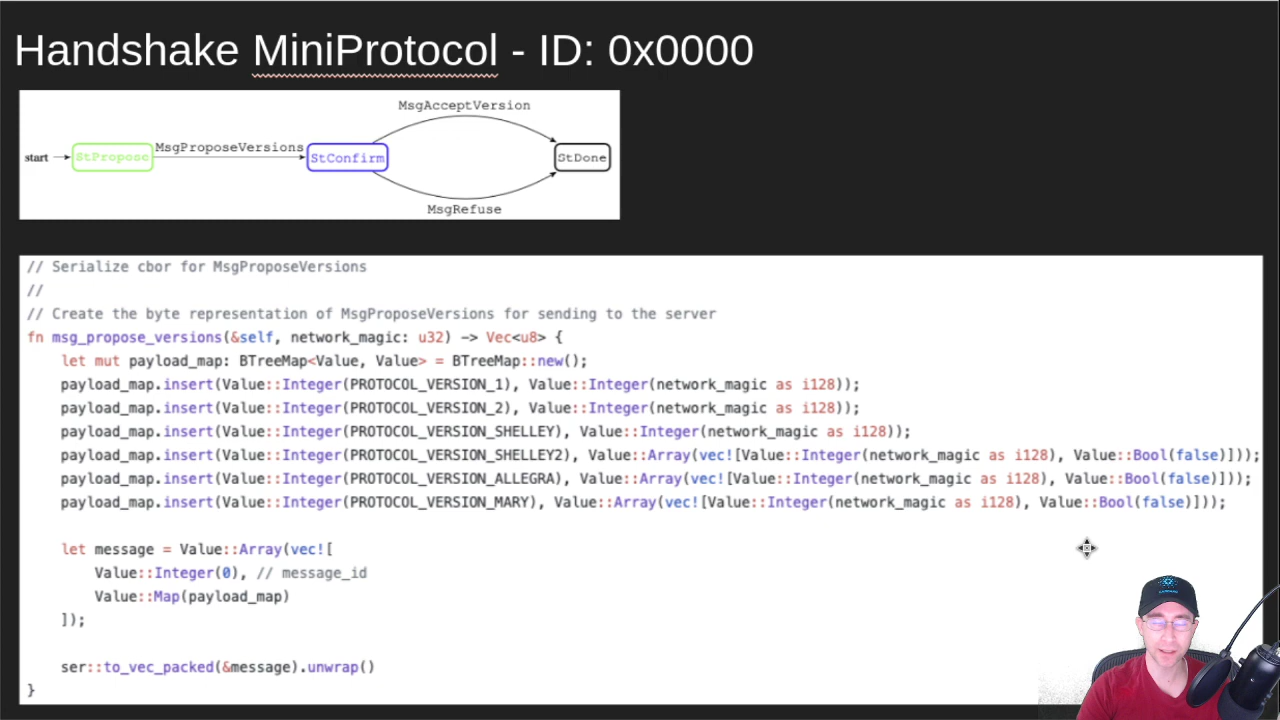 Handshake MiniProtocol - ID: 0x0000
MsgAcceptVersion
start
StPropose
MsgProposeVersions
StConfirm
StDone
MsgRefuse
// Serialize cbor for MsgProposeVersions
//
// Create the byte representation of MsgProposeVersions for sending to the server
fn msg_propose_versions(&self, network_magic: u32) -> Vec<u8> {
    let mut payload_map: BTreeMap<Value, Value> = BTreeMap::new();
    payload_map.insert(Value::Integer(PROTOCOL_VERSION_1), Value::Integer(network_magic as i128));
    payload_map.insert(Value::Integer(PROTOCOL_VERSION_2), Value::Integer(network_magic as i128));
    payload_map.insert(Value::Integer(PROTOCOL_VERSION_SHELLEY), Value::Integer(network_magic as i128));
    payload_map.insert(Value::Integer(PROTOCOL_VERSION_SHELLEY2), Value::Array(vec![Value::Integer(network_magic as i128), Value::Bool(false)]));
    payload_map.insert(Value::Integer(PROTOCOL_VERSION_ALLEGRA), Value::Array(vec![Value::Integer(network_magic as i128), Value::Bool(false)]));
    payload_map.insert(Value::Integer(PROTOCOL_VERSION_MARY), Value::Array(vec![Value::Integer(network_magic as i128), Value::Bool(false)]));
    let message = Value::Array(vec![
        Value::Integer(0), // message_id
        Value::Map(payload_map)
    ]);
    ser::to_vec_packed(&message).unwrap()
}